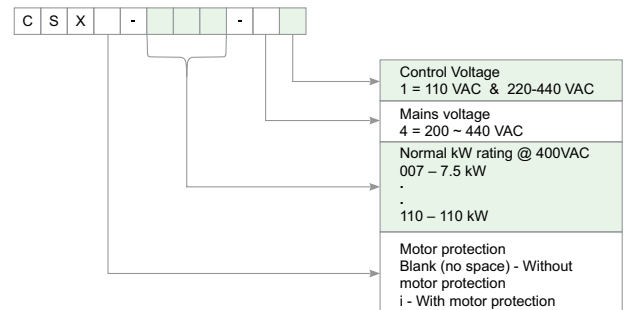 C S X - -
Control Voltage
1 = 110 VAC & 220-440 VAC
Mains voltage
4 = 200 ~ 440 VAC
Normal kW rating @ 400VAC
007 – 7.5 kW
.
.
110 – 110 kW
Motor protection
Blank (no space) - Without
motor protection
i - With motor protection